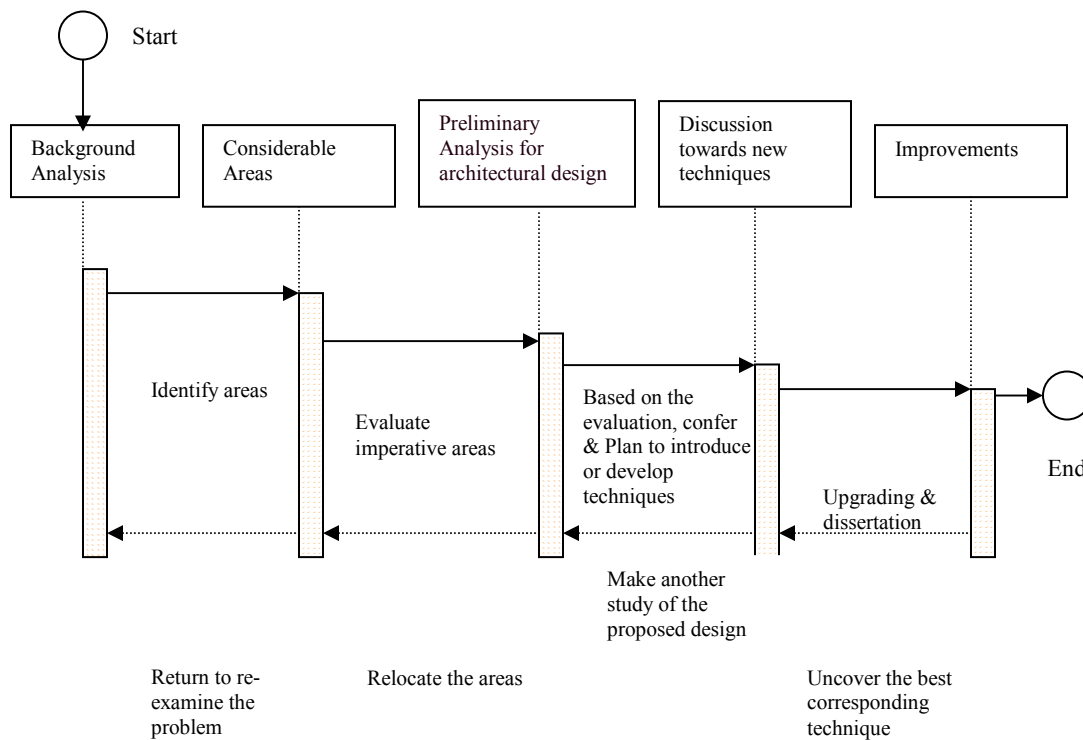 Start
Background
Analysis
Considerable
Areas
Preliminary
Analysis for
architectural design
Discussion
towards new
techniques
Improvements
Identify areas
Evaluate
imperative areas
Based on the
evaluation, confer
& Plan to introduce
or develop
techniques
Upgrading &
dissertation
End
Make another
study of the
proposed design
Return to re-
examine the
problem
Relocate the areas
Uncover the best
corresponding
technique